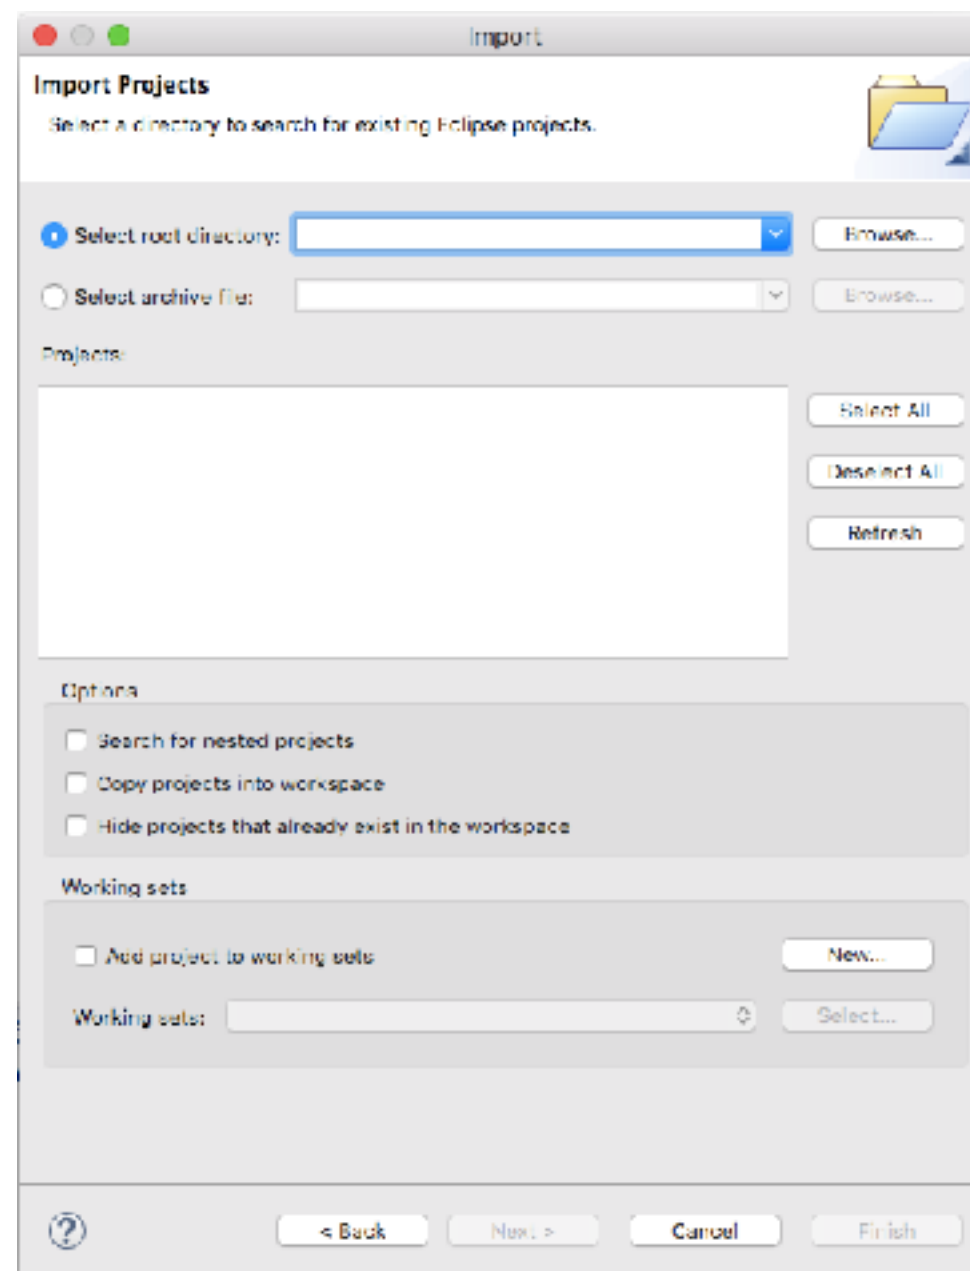 Import
Import Projects
Select a directory to search for existing Eclipse projects.
Select root directory:
Browse...
Select archive file:
Browse...
Projects:
Select All
Deselect All
Refresh
Options
Search for nested projects
Copy projects into workspace
Hide projects that already exist in the workspace
Working sets
Add project to working sets
New...
Working sets:
Select...
?
< Back
Next >
Cancel
Finish